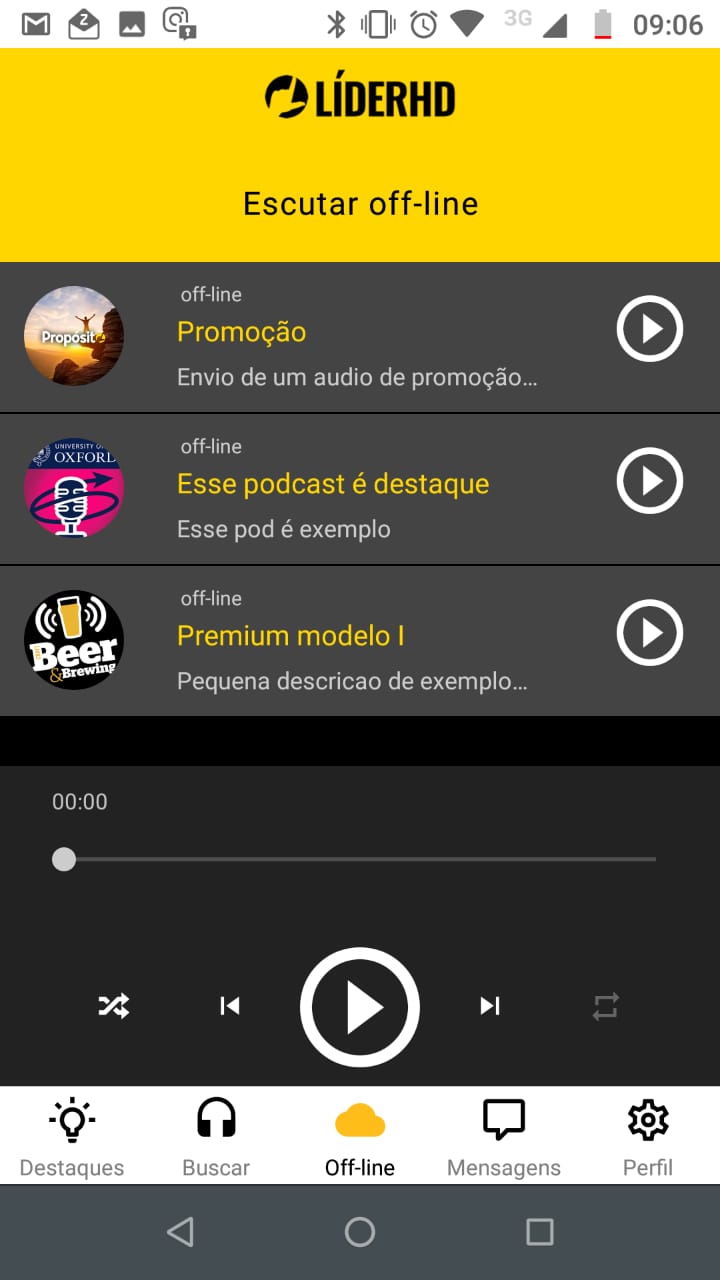 3G 09:06
LÍDERHD
Escutar off-line
off-line
Propósito
Promoção
Envio de um audio de promoção...
off-line
UNIVERSITY OF
OXFORD
Esse podcast é destaque
Esse pod é exemplo
off-line
Premium modelo I
Beer
&Brewing
Pequena descricao de exemplo...
00:00
Destaques
Buscar
Off-line
Mensagens
Perfil